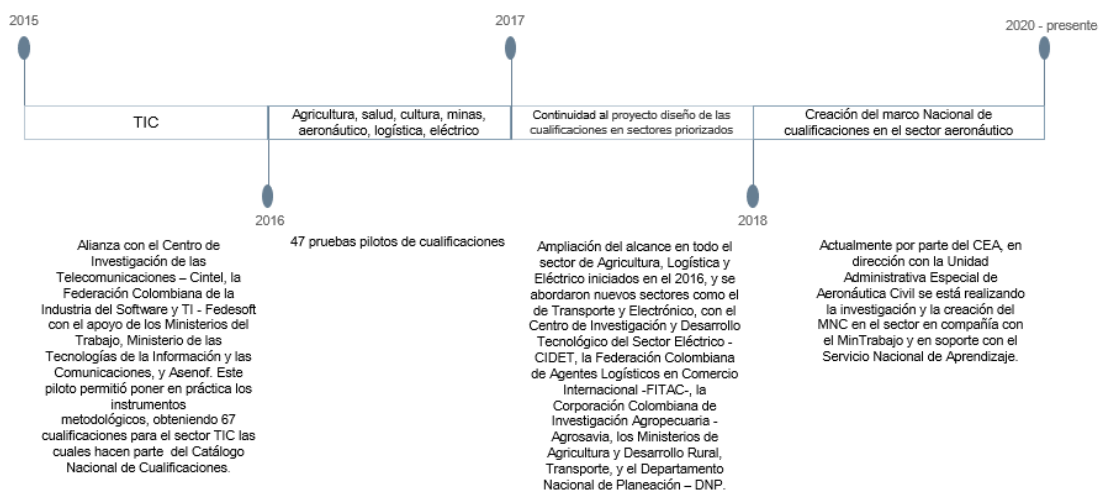 2015
2017
2020 - presente
TIC
Agricultura, salud, cultura, minas,
aeronáutico, logística, eléctrico
Continuidad al proyecto diseño de las
cualificaciones en sectores priorizados
Creación del marco Nacional de
cualificaciones en el sector aeronáutico
2016
2018
Alianza con el Centro de
Investigación de las
Telecomunicaciones – Cintel, la
Federación Colombiana de la
Industria del Software y TI - Fedesoft
con el apoyo de los Ministerios del
Trabajo, Ministerio de las
Tecnologías de la Información y las
Comunicaciones, y Asenof. Este
piloto permitió poner en práctica los
instrumentos
metodológicos, obteniendo 67
cualificaciones para el sector TIC las
cuales hacen parte del Catálogo
Nacional de Cualificaciones.
47 pruebas pilotos de cualificaciones
Ampliación del alcance en todo el
sector de Agricultura, Logística y
Eléctrico iniciados en el 2016, y se
abordaron nuevos sectores como el
de Transporte y Electrónico, con el
Centro de Investigación y Desarrollo
Tecnológico del Sector Eléctrico -
CIDET, la Federación Colombiana
de Agentes Logísticos en Comercio
Internacional -FITAC-, la
Corporación Colombiana de
Investigación Agropecuaria -
Agrosavia, los Ministerios de
Agricultura y Desarrollo Rural,
Transporte, y el Departamento
Nacional de Planeación – DNP.
Actualmente por parte del CEA, en
dirección con la Unidad
Administrativa Especial de
Aeronáutica Civil se está realizando
la investigación y la creación del
MNC en el sector en compañía con
el MinTrabajo y en soporte con el
Servicio Nacional de Aprendizaje.